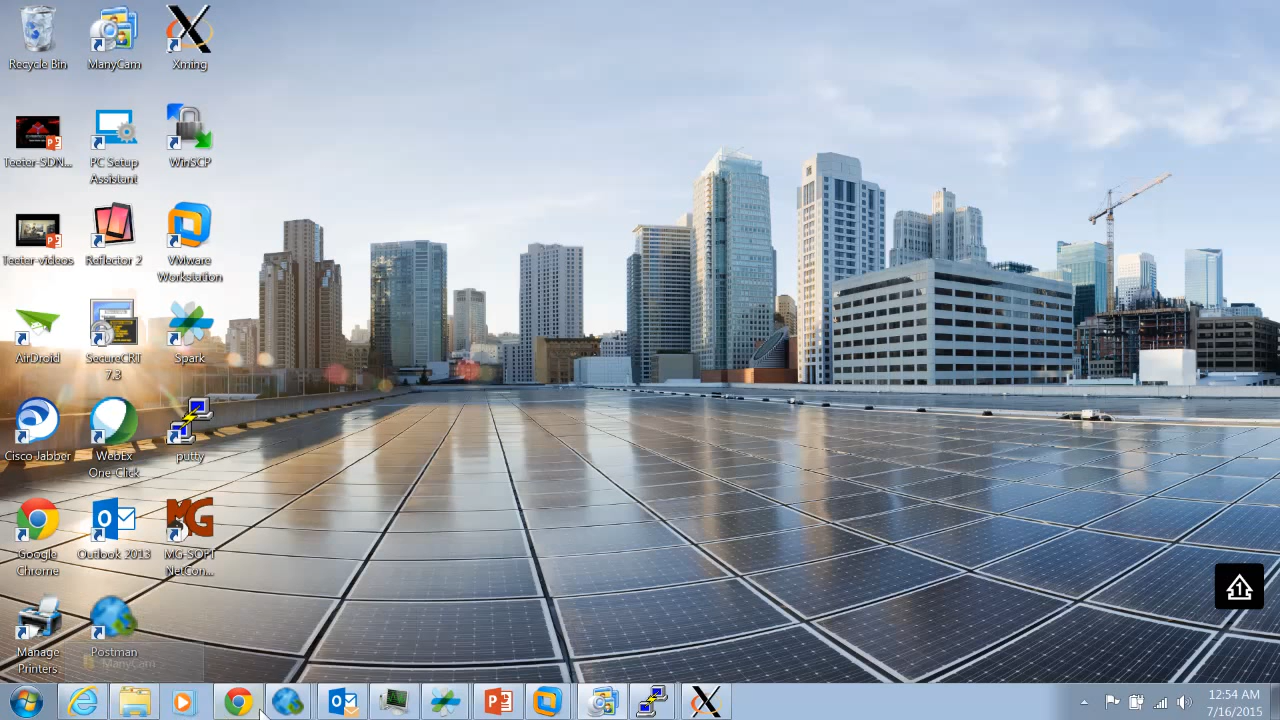 Recycle Bin
ManyCam
Xming
Teeter-SDN...
PC Setup
Assistant
WinSCP
Teeter-videos
Reflector 2
VMware
Workstation
AirDroid
SecureCRT
7.3
Spark
Cisco Jabber
WebEx
One-Click
putty
Google
Chrome
Outlook 2013
MG-SOFT
NetCon...
Manage
Printers
Postman
ManyCam
1
12:54 AM
7/16/2015